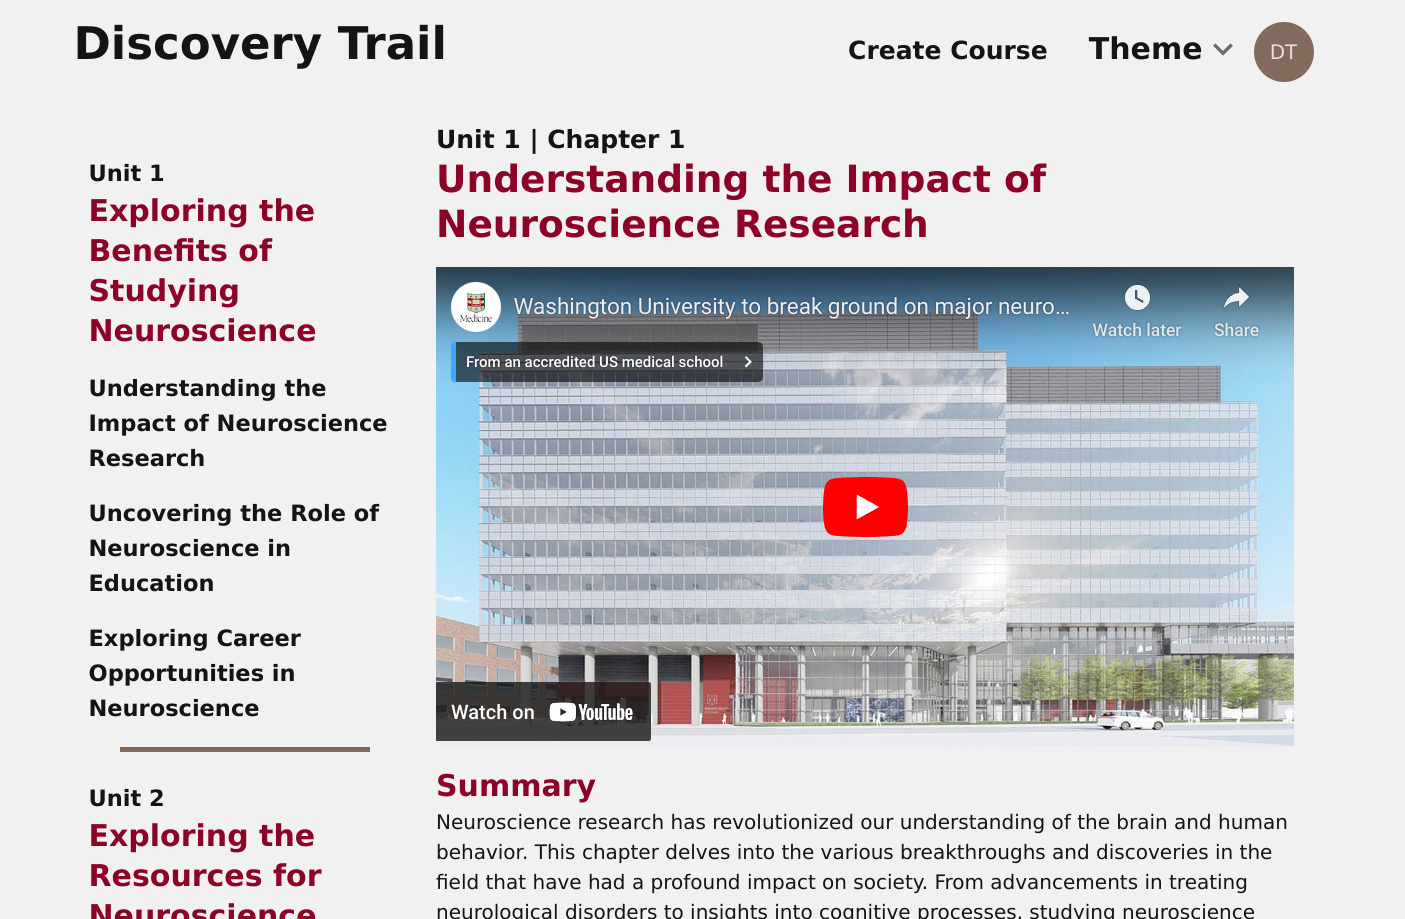 Discovery Trail
Create Course
Theme
DT
Unit 1
Exploring the
Benefits of
Studying
Neuroscience
Understanding the
Impact of Neuroscience
Research
Uncovering the Role of
Neuroscience in
Education
Exploring Career
Opportunities in
Neuroscience
Unit 2
Exploring the
Resources for
Neuroscience
Unit 1 | Chapter 1
Understanding the Impact of
Neuroscience Research
Medicine
Washington University to break ground on major neuro...
Watch later
Share
From an accredited US medical school
Watch on YouTube
Summary
Neuroscience research has revolutionized our understanding of the brain and human
behavior. This chapter delves into the various breakthroughs and discoveries in the
field that have had a profound impact on society. From advancements in treating
neurological disorders to insights into cognitive processes, studying neuroscience